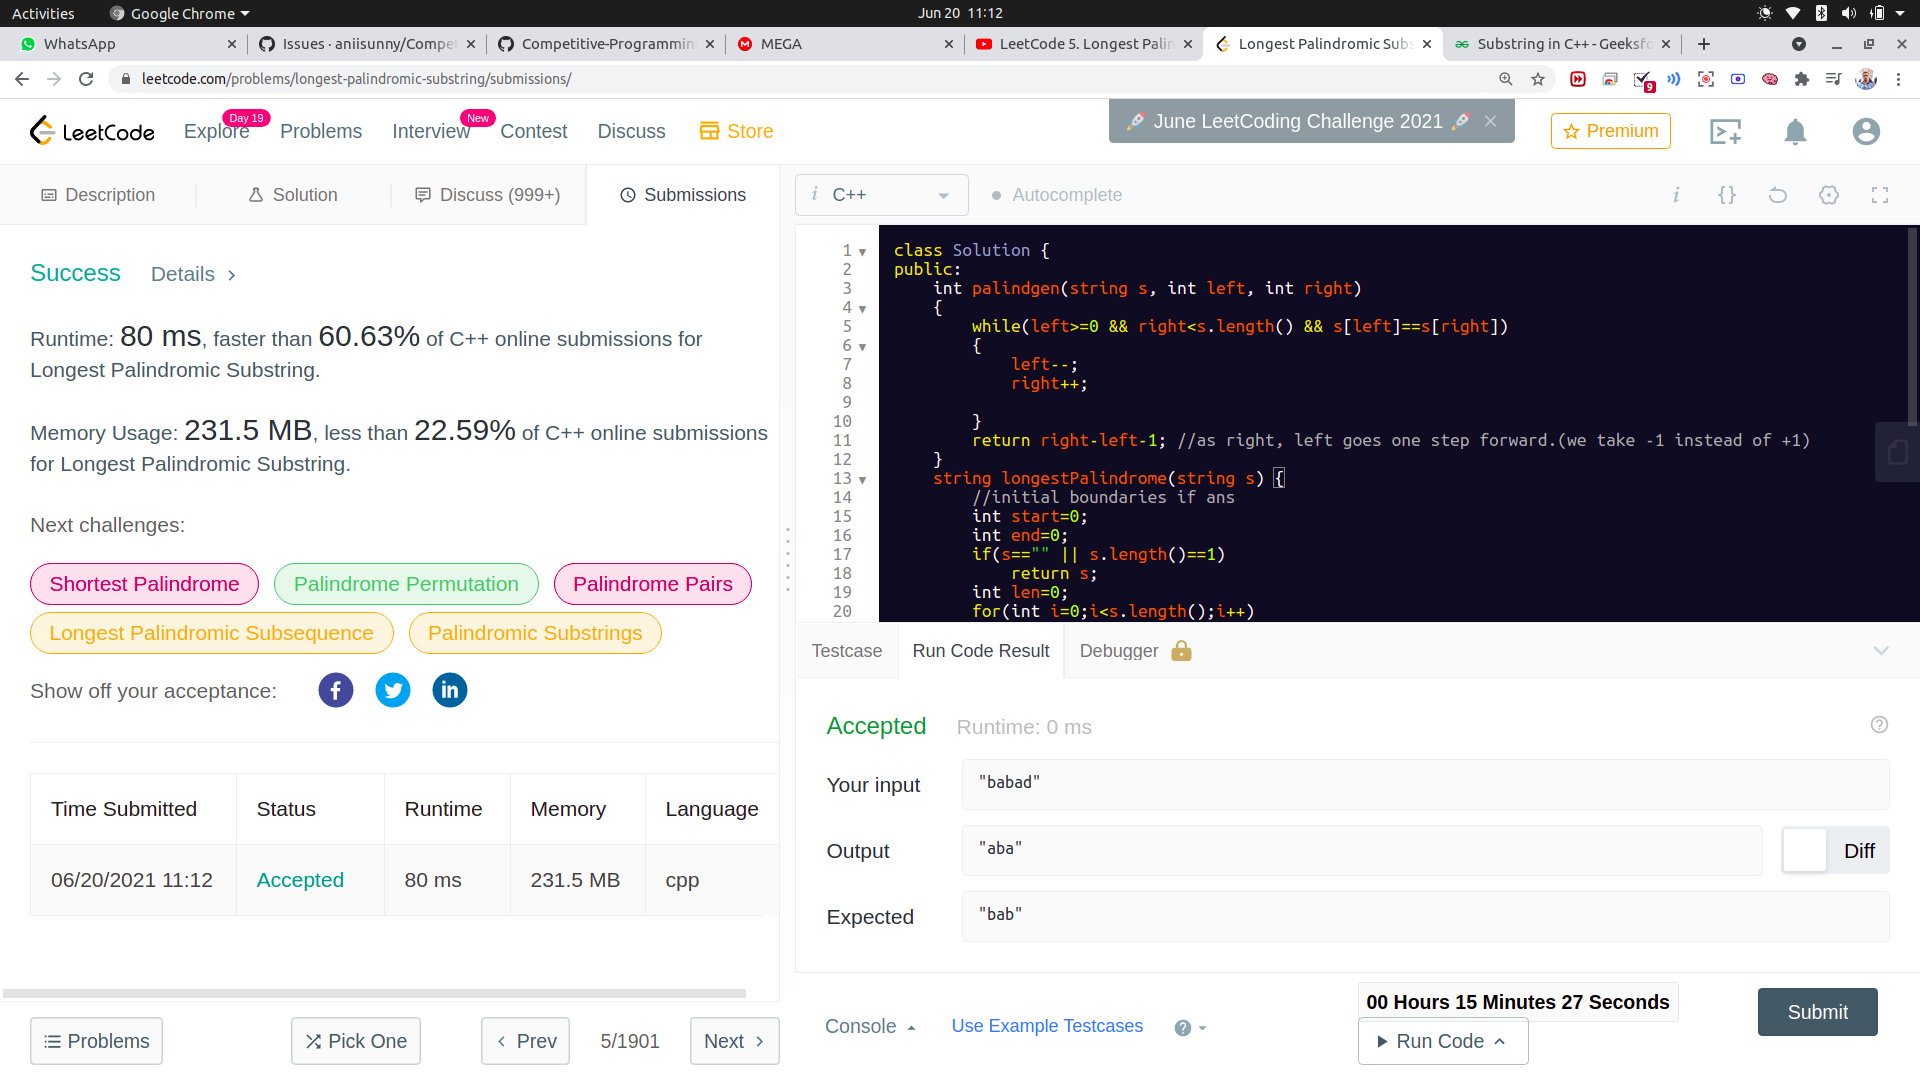 Activities Google Chrome Jun 20 11:12
WhatsApp Issues · aniisunny/Compet Competitive-Programmin MEGA LeetCode 5. Longest Palin Longest Palindromic Subs Substring in C++ - Geeksfo
leetcode.com/problems/longest-palindromic-substring/submissions/ 9
LeetCode Explore Day 19 Problems Interview New Contest Discuss Store June LeetCoding Challenge 2021 Premium
Description Solution Discuss (999+) Submissions
Success Details
Runtime: 80 ms, faster than 60.63% of C++ online submissions for
Longest Palindromic Substring.
Memory Usage: 231.5 MB, less than 22.59% of C++ online submissions
for Longest Palindromic Substring.
Next challenges:
Shortest Palindrome Palindrome Permutation Palindrome Pairs
Longest Palindromic Subsequence Palindromic Substrings
Show off your acceptance:
Time Submitted Status Runtime Memory Language
06/20/2021 11:12 Accepted 80 ms 231.5 MB cpp
Problems Pick One Prev 5/1901 Next
i C++ Autocomplete i {}
1 class Solution {
2 public:
3 int palindgen(string s, int left, int right)
4 {
5 while(left>=0 && right<s.length() && s[left]==s[right])
6 {
7 left--;
8 right++;
9
10 }
11 return right-left-1; //as right, left goes one step forward.(we take -1 instead of +1)
12 }
13 string longestPalindrome(string s) {
14 //initial boundaries if ans
15 int start=0;
16 int end=0;
17 if(s=="" || s.length()==1)
18 return s;
19 int len=0;
20 for(int i=0;i<s.length();i++)
Testcase Run Code Result Debugger
Accepted Runtime: 0 ms
Your input "babad"
Output "aba" Diff
Expected "bab"
00 Hours 15 Minutes 27 Seconds
Console Use Example Testcases Run Code Submit